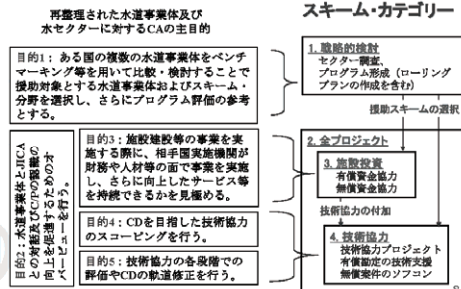 再整理された水道事業体及び
水セクターに対するCAの主目的
スキーム・カテゴリー
目的1：ある国の複数の水道事業体をベンチ
マーキング等を用いて比較・検討することで
援助対象とする水道事業体およびスキーム・
分野を選択し、さらにプログラム評価の参考
とする。
目的2：水道事業体とJICA
との対話及びC/Pの認識の
向上を促進するためのオ
バービューを行う。
目的3：施設建設等の事業を実
施する際に、相手国実施機関が
財務や人材等の面で事業を実
施し、さらに向上したサービス等
を持続できるかを見極める。
目的4：CDを目指した技術協力
のスコーピングを行う。
目的5：技術協力の各段階での
評価やCDの軌道修正を行う。
1. 戦略的検討
セクター調査、
プログラム形成（ローリング
プランの作成を含む）
援助スキームの選択
2. 全プロジェクト
3. 施設投資
有償資金協力
無償資金協力
技術協力の付加
4. 技術協力
技術協力プロジェクト
有償勘定の技術支援
無償案件のソフコン